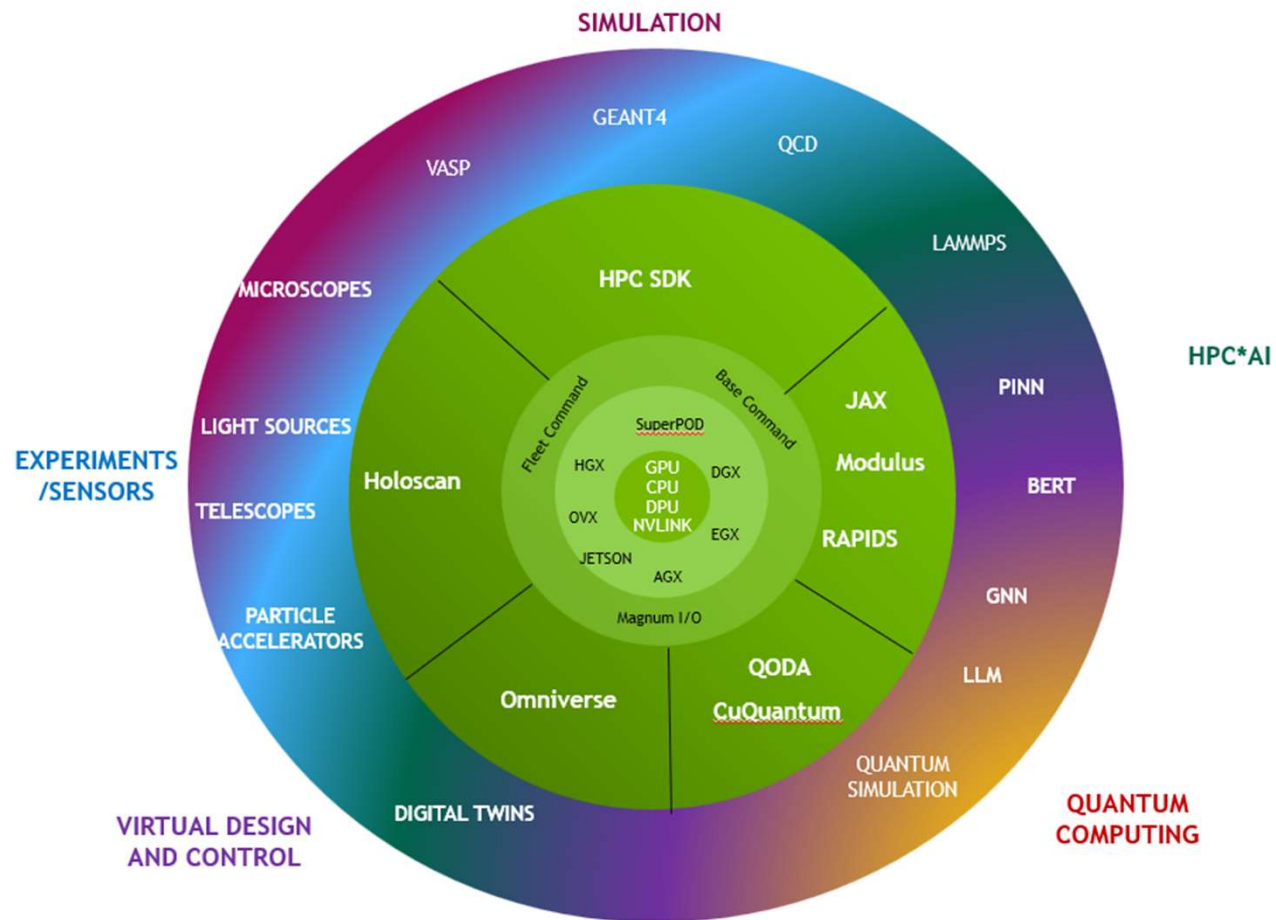 SIMULATION
GEANT4
QCD
VASP
LAMMPS
HPC SDK
MICROSCOPES
HPC*AI
Fleet Command
Base Command
PINN
JAX
SuperPOD
LIGHT SOURCES
EXPERIMENTS
/SENSORS
Holoscan
HGX
GPU
CPU
DPU
NVLINK
DGX
Modulus
BERT
TELESCOPES
OVX
EGX
RAPIDS
JETSON
AGX
GNN
PARTICLE
ACCELERATORS
Magnum I/O
QODA
CuQuantum
LLM
Omniverse
QUANTUM
SIMULATION
DIGITAL TWINS
VIRTUAL DESIGN
AND CONTROL
QUANTUM
COMPUTING